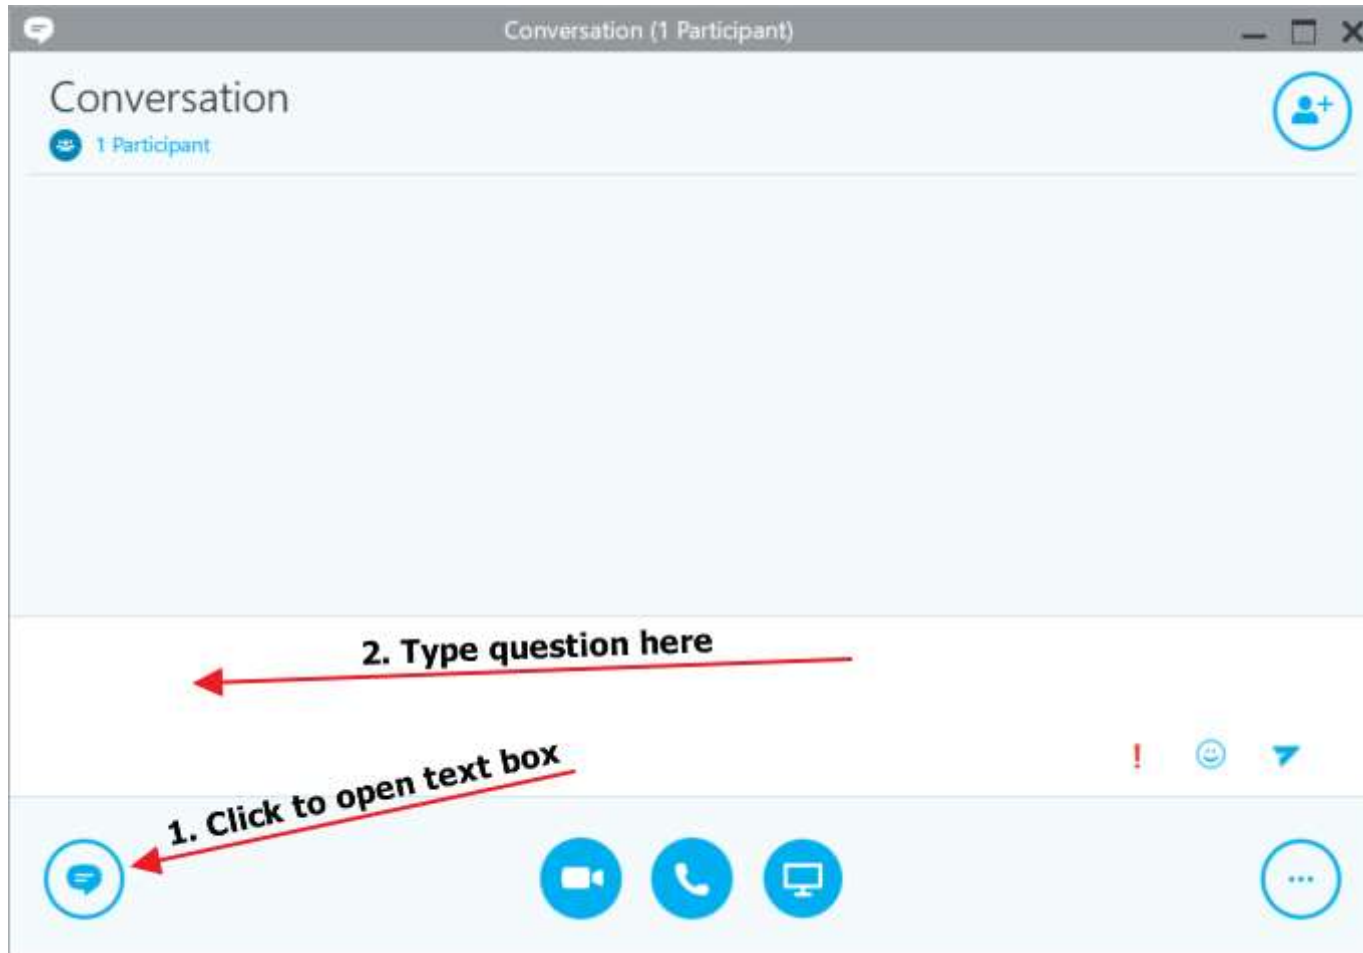 Conversation (1 Participant)
Conversation
1 Participant
2. Type question here
1. Click to open text box